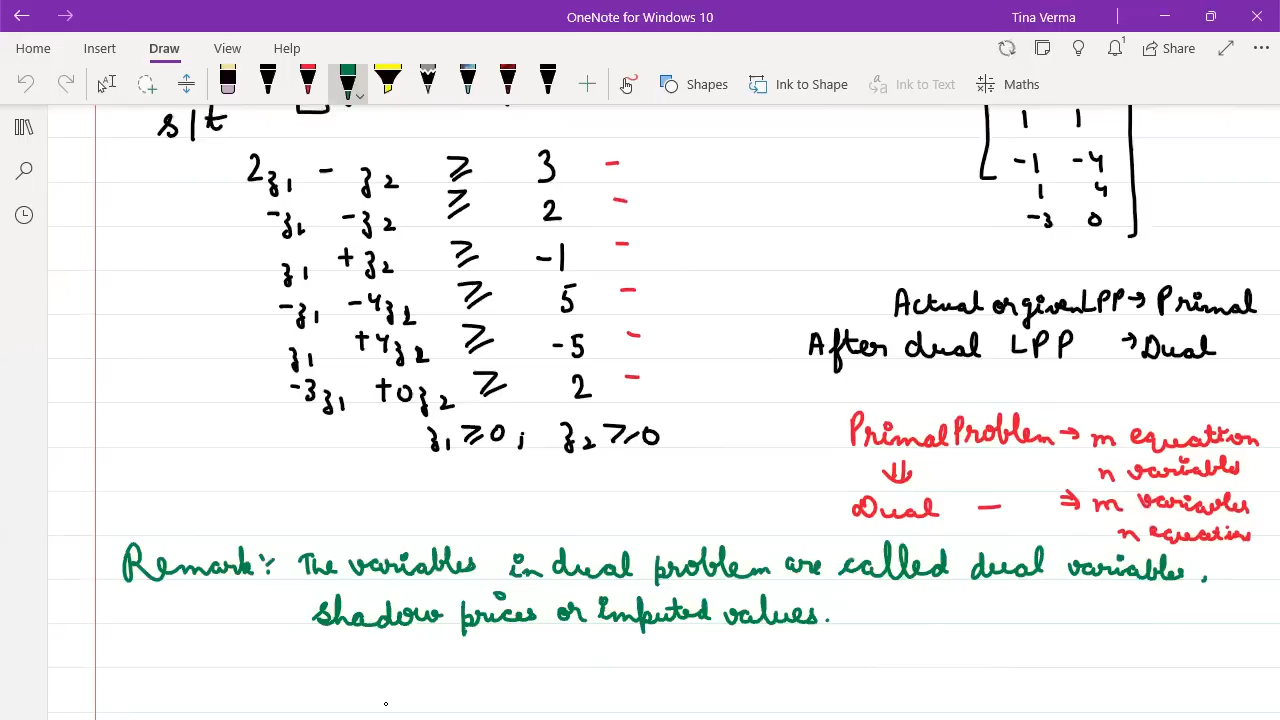 OneNote for Windows 10
Tina Verma
Home Insert Draw View Help
Share
Shapes
Ink to Shape
Ink to Text
Maths
s/t
2z1 - z2 ≥ 3 -
-z1 -z2 ≥ 2 -
z1 +z2 ≥ -1 -
-z1 -4z2 ≥ 5 -
z1 +4z2 ≥ -5 -
-3z1 +0z2 ≥ 2 -
z1 ≥0, z2 ≥0
1 1
-1 -4
1 4
-3 0
Actual or given LPP → Primal
After dual LPP → Dual
Primal Problem → m equation
n variable
⇓
Dual - ⇒ m variables
n equations
Remark:- The variables in dual problem are called dual variables,
shadow prices or imputed values.